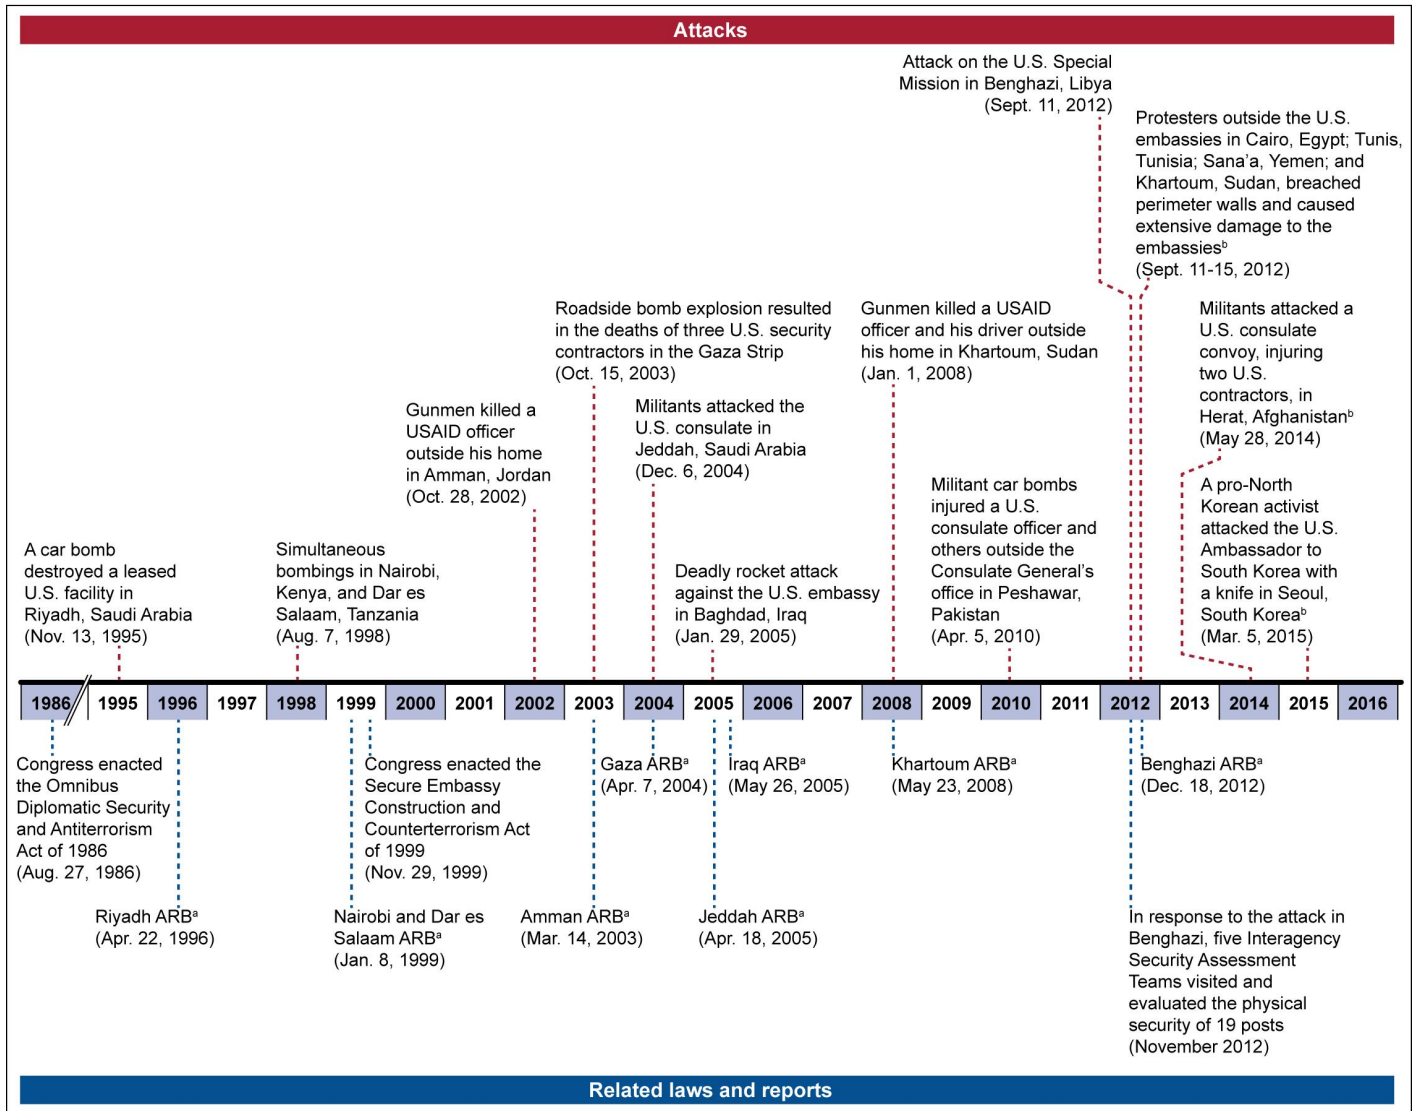 Attacks
Attack on the U.S. Special
Mission in Benghazi, Libya
(Sept. 11, 2012)
Protesters outside the U.S.
embassies in Cairo, Egypt; Tunis,
Tunisia; Sana’a, Yemen; and
Khartoum, Sudan, breached
perimeter walls and caused
extensive damage to the
embassiesᵇ
(Sept. 11-15, 2012)
Roadside bomb explosion resulted
in the deaths of three U.S. security
contractors in the Gaza Strip
(Oct. 15, 2003)
Gunmen killed a USAID
officer and his driver outside
his home in Khartoum, Sudan
(Jan. 1, 2008)
Militants attacked a
U.S. consulate
convoy, injuring
two U.S.
contractors, in
Herat, Afghanistanᵇ
(May 28, 2014)
Gunmen killed a
USAID officer
outside his home
in Amman, Jordan
(Oct. 28, 2002)
Militants attacked the
U.S. consulate in
Jeddah, Saudi Arabia
(Dec. 6, 2004)
Militant car bombs
injured a U.S.
consulate officer and
others outside the
Consulate General’s
office in Peshawar,
Pakistan
(Apr. 5, 2010)
A pro-North
Korean activist
attacked the U.S.
Ambassador to
South Korea with
a knife in Seoul,
South Koreaᵇ
(Mar. 5, 2015)
A car bomb
destroyed a leased
U.S. facility in
Riyadh, Saudi Arabia
(Nov. 13, 1995)
Simultaneous
bombings in Nairobi,
Kenya, and Dar es
Salaam, Tanzania
(Aug. 7, 1998)
Deadly rocket attack
against the U.S. embassy
in Baghdad, Iraq
(Jan. 29, 2005)
1986 1995 1996 1997 1998 1999 2000 2001 2002 2003 2004 2005 2006 2007 2008 2009 2010 2011 2012 2013 2014 2015 2016
Congress enacted
the Omnibus
Diplomatic Security
and Antiterrorism
Act of 1986
(Aug. 27, 1986)
Congress enacted the
Secure Embassy
Construction and
Counterterrorism Act
of 1999
(Nov. 29, 1999)
Gaza ARBᵃ
(Apr. 7, 2004)
Iraq ARBᵃ
(May 26, 2005)
Khartoum ARBᵃ
(May 23, 2008)
Benghazi ARBᵃ
(Dec. 18, 2012)
Riyadh ARBᵃ
(Apr. 22, 1996)
Nairobi and Dar es
Salaam ARBᵃ
(Jan. 8, 1999)
Amman ARBᵃ
(Mar. 14, 2003)
Jeddah ARBᵃ
(Apr. 18, 2005)
In response to the attack in
Benghazi, five Interagency
Security Assessment
Teams visited and
evaluated the physical
security of 19 posts
(November 2012)
Related laws and reports